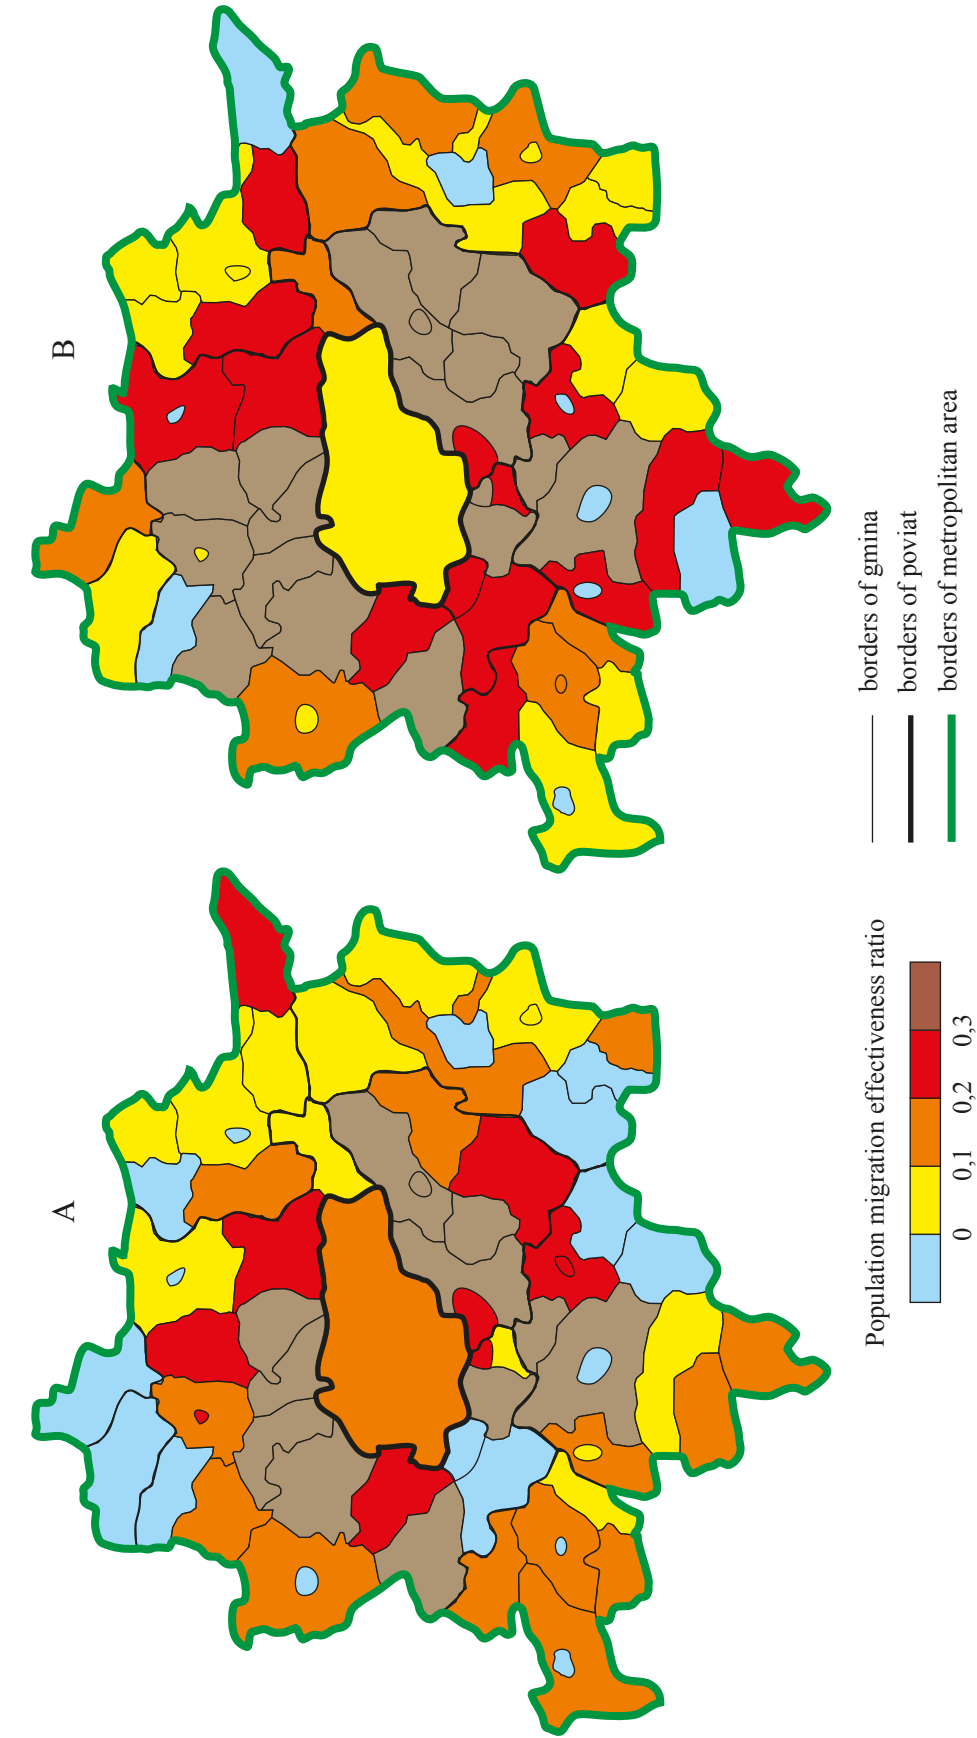 B
A
borders of gmina
borders of poviat
borders of metropolitan area
Population migration effectiveness ratio
0
0,1
0,2
0,3